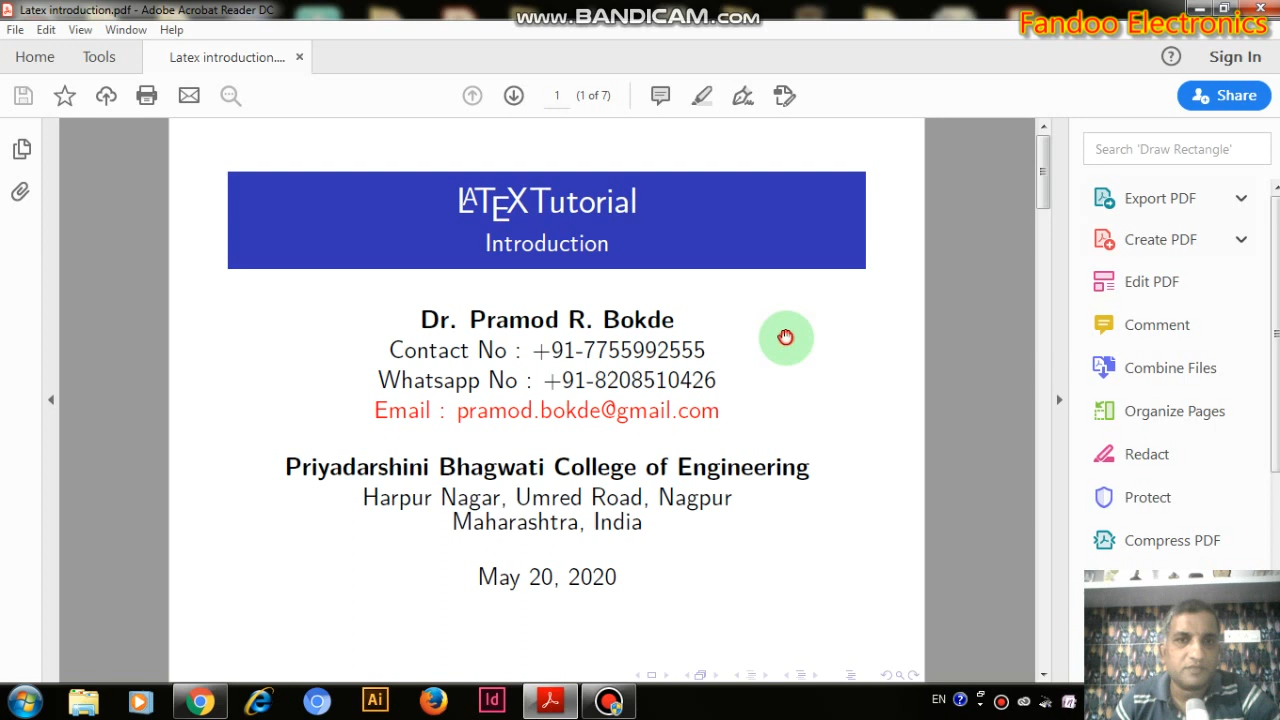 Latex introduction.pdf - Adobe Acrobat Reader DC
www.BANDICAM.com
Fandoo Electronics
File Edit View Window Help
Home Tools Latex introduction.... × Sign In
1 (1 of 7) Share
Search 'Draw Rectangle'
LATEX Tutorial
Introduction
Dr. Pramod R. Bokde
Contact No : +91-7755992555
Whatsapp No : +91-8208510426
Email : pramod.bokde@gmail.com
Priyadarshini Bhagwati College of Engineering
Harpur Nagar, Umred Road, Nagpur
Maharashtra, India
May 20, 2020
Export PDF
Create PDF
Edit PDF
Comment
Combine Files
Organize Pages
Redact
Protect
Compress PDF
Ai Id EN